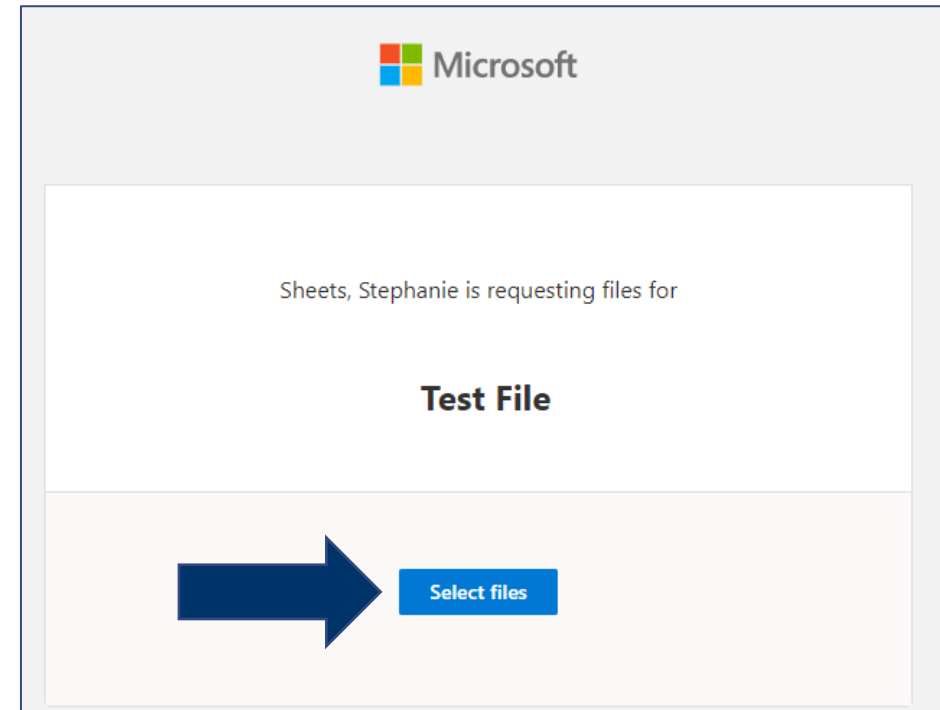 Microsoft
Sheets, Stephanie is requesting files for
Test File
Select files